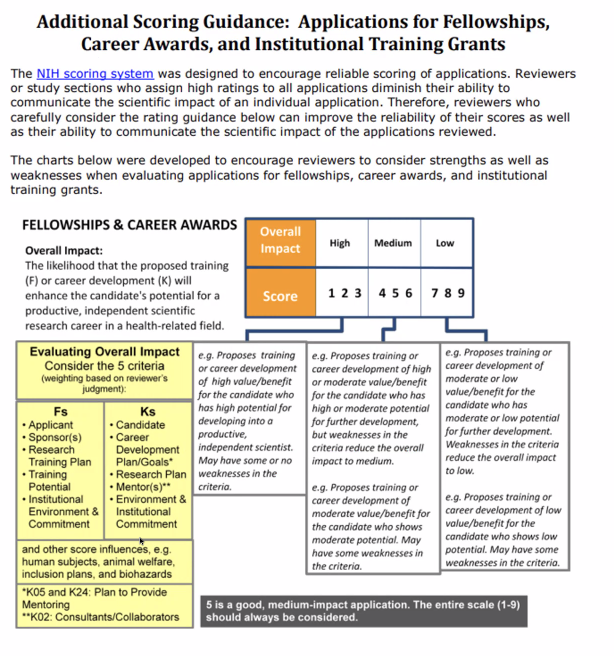 Additional Scoring Guidance:  Applications for Fellowships,
Career Awards, and Institutional Training Grants
The NIH scoring system was designed to encourage reliable scoring of applications. Reviewers
or study sections who assign high ratings to all applications diminish their ability to
communicate the scientific impact of an individual application. Therefore, reviewers who
carefully consider the rating guidance below can improve the reliability of their scores as well
as their ability to communicate the scientific impact of the applications reviewed.
The charts below were developed to encourage reviewers to consider strengths as well as
weaknesses when evaluating applications for fellowships, career awards, and institutional
training grants.
FELLOWSHIPS & CAREER AWARDS
Overall Impact:
The likelihood that the proposed training
(F) or career development (K) will
enhance the candidate's potential for a
productive, independent scientific
research career in a health-related field.
Overall
Impact
High
Medium
Low
Score
1 2 3
4 5 6
7 8 9
Evaluating Overall Impact
Consider the 5 criteria
(weighting based on reviewer's
judgment):
Fs
• Applicant
• Sponsor(s)
• Research
Training Plan
• Training
Potential
• Institutional
Environment &
Commitment
Ks
• Candidate
• Career
Development
Plan/Goals*
• Research Plan
• Mentor(s)**
• Environment &
Institutional
Commitment
and other score influences, e.g.
human subjects, animal welfare,
inclusion plans, and biohazards
*K05 and K24: Plan to Provide
Mentoring
**K02: Consultants/Collaborators
e.g. Proposes training
or career development
of high value/benefit
for the candidate who
has high potential for
developing into a
productive,
independent scientist.
May have some or no
weaknesses in the
criteria.
e.g. Proposes training or
career development of high
or moderate value/benefit
for the candidate who has
high or moderate potential
for further development,
but weaknesses in the
criteria reduce the overall
impact to medium.
e.g. Proposes training or
career development of
moderate value/benefit for
the candidate who shows
moderate potential. May
have some weaknesses in
the criteria.
e.g. Proposes training or
career development of
moderate or low
value/benefit for the
candidate who has
moderate or low potential
for further development.
Weaknesses in the criteria
reduce the overall impact
to low.
e.g. Proposes training or
career development of low
value/benefit for the
candidate who shows low
potential. May have some
weaknesses in the criteria.
5 is a good, medium-impact application. The entire scale (1-9)
should always be considered.